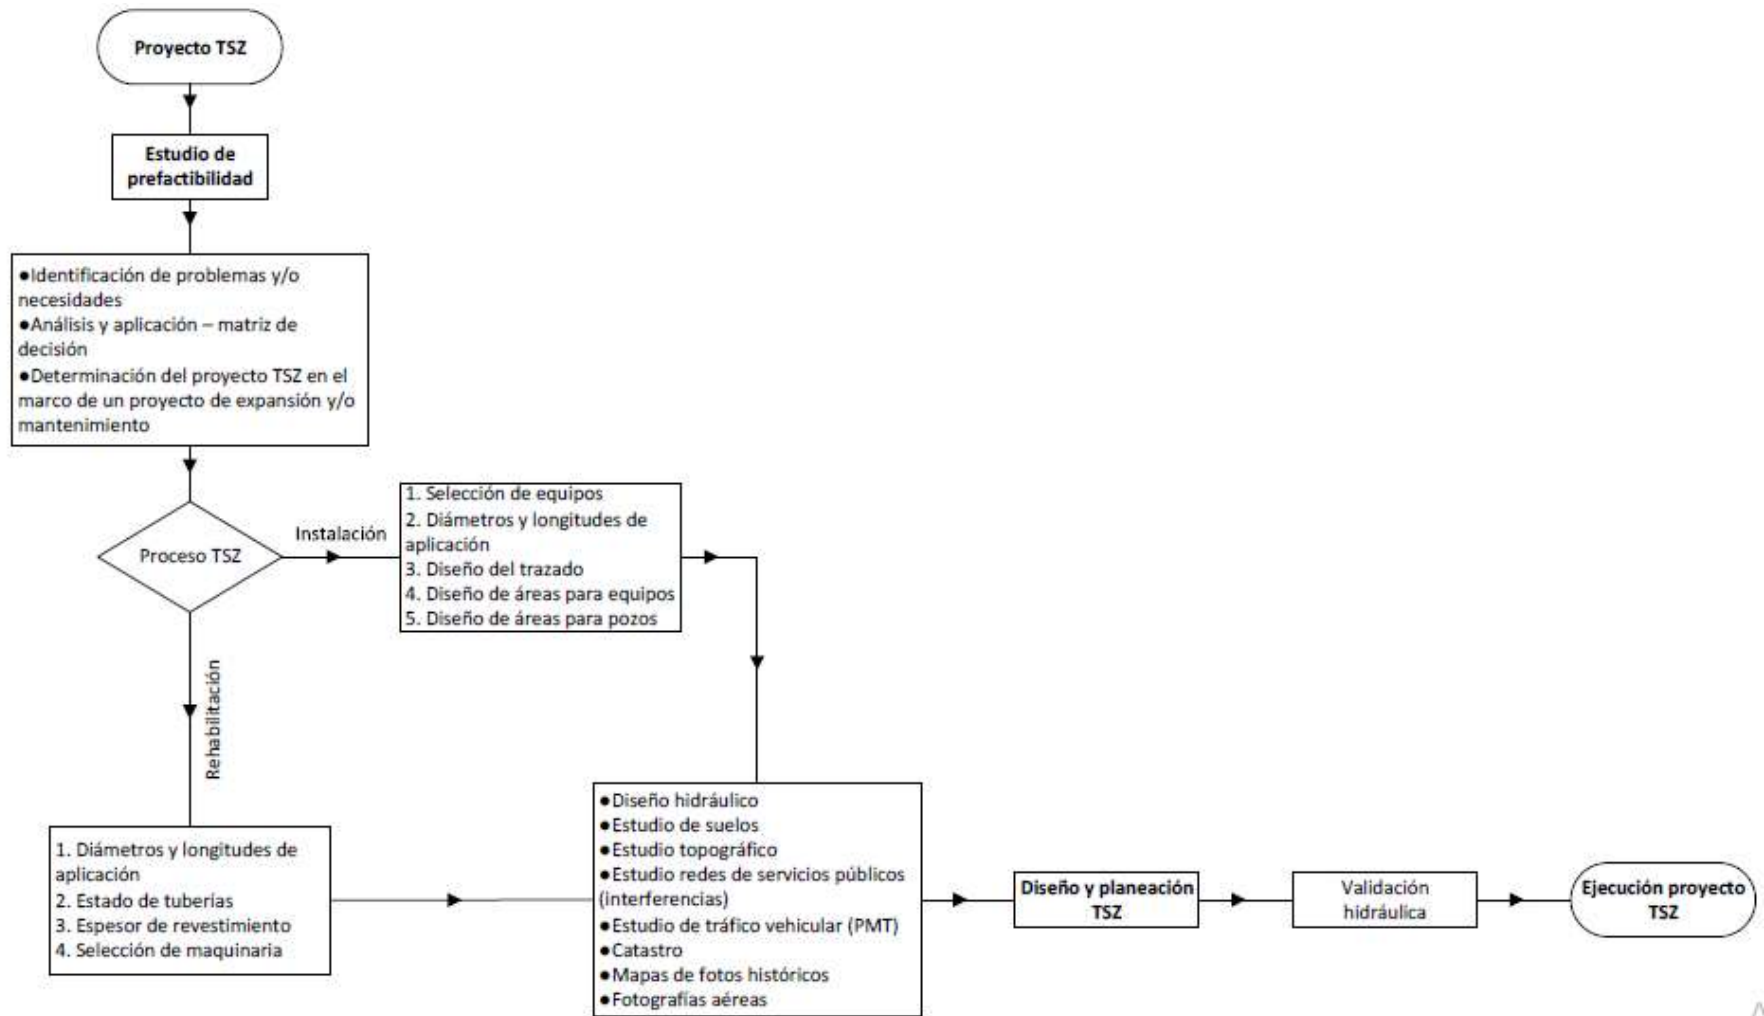 Proyecto TSZ
Estudio de
prefactibilidad
●Identificación de problemas y/o
necesidades
●Análisis y aplicación – matriz de
decisión
●Determinación del proyecto TSZ en el
marco de un proyecto de expansión y/o
mantenimiento
Proceso TSZ
Instalación
1. Selección de equipos
2. Diámetros y longitudes de
aplicación
3. Diseño del trazado
4. Diseño de áreas para equipos
5. Diseño de áreas para pozos
Rehabilitación
1. Diámetros y longitudes de
aplicación
2. Estado de tuberías
3. Espesor de revestimiento
4. Selección de maquinaria
●Diseño hidráulico
●Estudio de suelos
●Estudio topográfico
●Estudio redes de servicios públicos
(interferencias)
●Estudio de tráfico vehicular (PMT)
●Catastro
●Mapas de fotos históricos
●Fotografías aéreas
Diseño y planeación
TSZ
Validación
hidráulica
Ejecución proyecto
TSZ